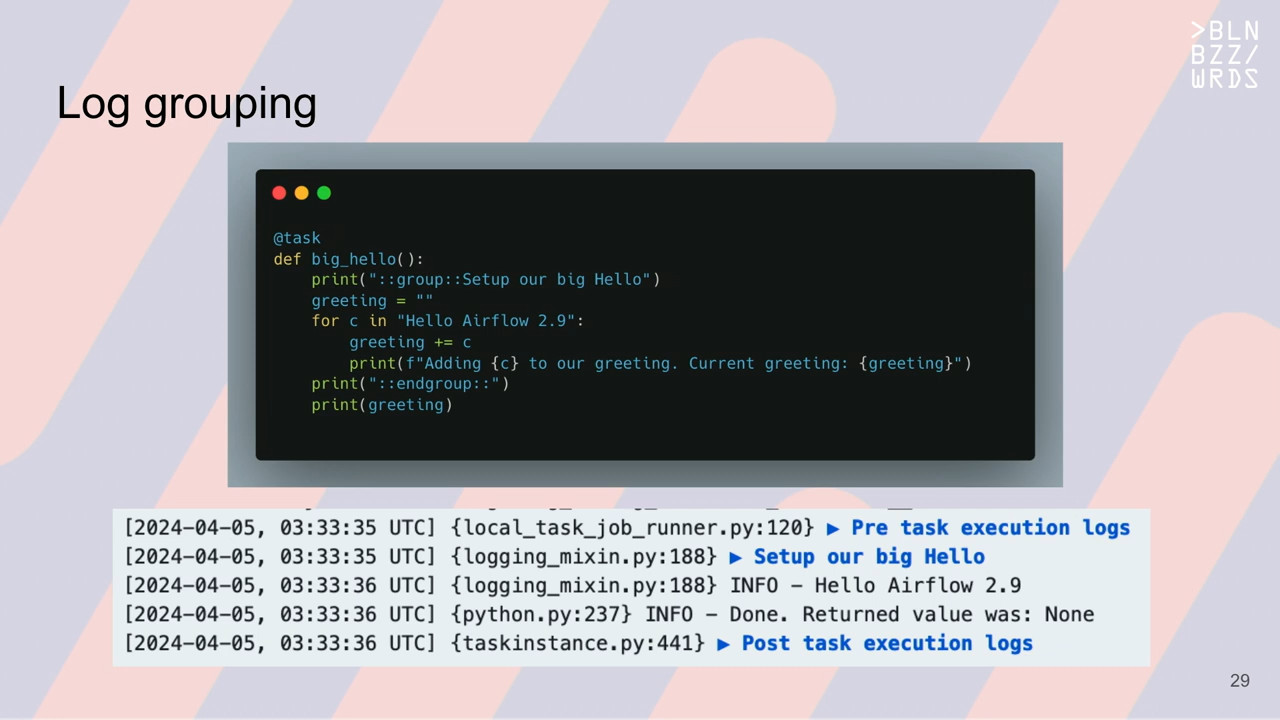 >BLN
BZZ/
WRDS
Log grouping
@task
def big_hello():
    print("::group::Setup our big Hello")
    greeting = ""
    for c in "Hello Airflow 2.9":
        greeting += c
        print(f"Adding {c} to our greeting. Current greeting: {greeting}")
    print("::endgroup::")
    print(greeting)
[2024-04-05, 03:33:35 UTC] {local_task_job_runner.py:120} ▶ Pre task execution logs
[2024-04-05, 03:33:35 UTC] {logging_mixin.py:188} ▶ Setup our big Hello
[2024-04-05, 03:33:36 UTC] {logging_mixin.py:188} INFO - Hello Airflow 2.9
[2024-04-05, 03:33:36 UTC] {python.py:237} INFO - Done. Returned value was: None
[2024-04-05, 03:33:36 UTC] {taskinstance.py:441} ▶ Post task execution logs
29